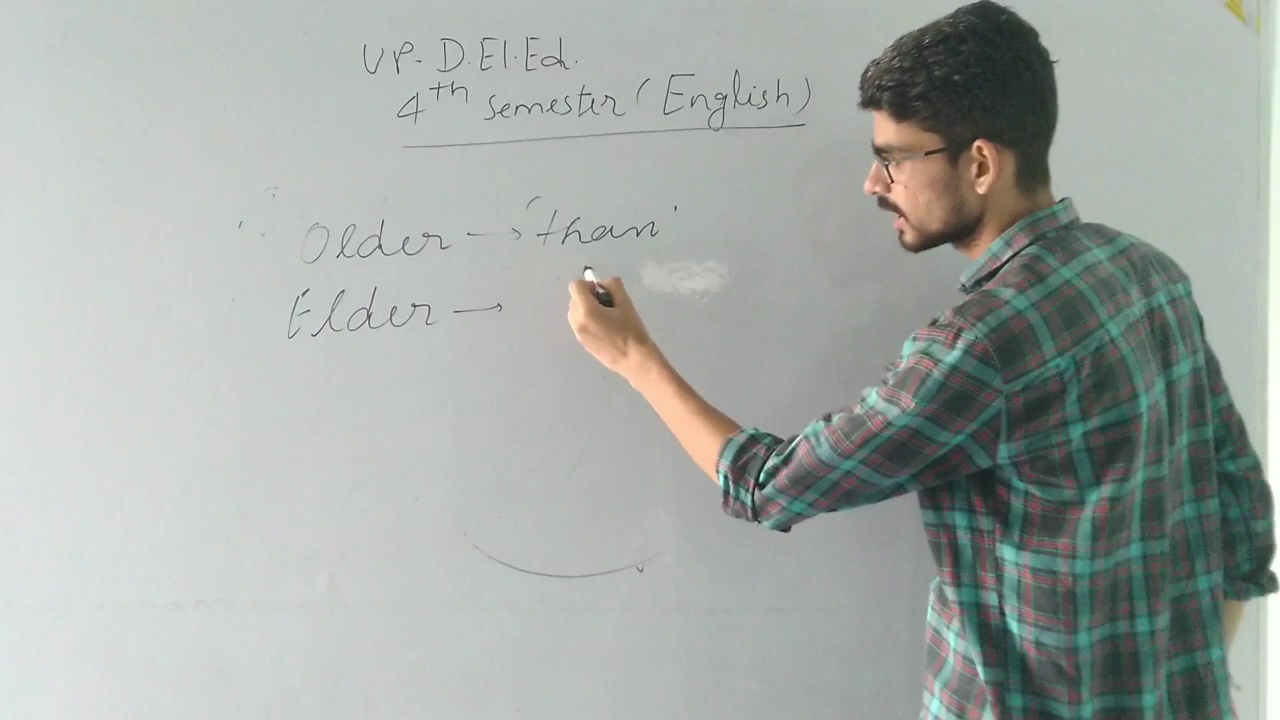 UP. D.El.Ed.
4th semester (English)
Older → 'than'
Elder →